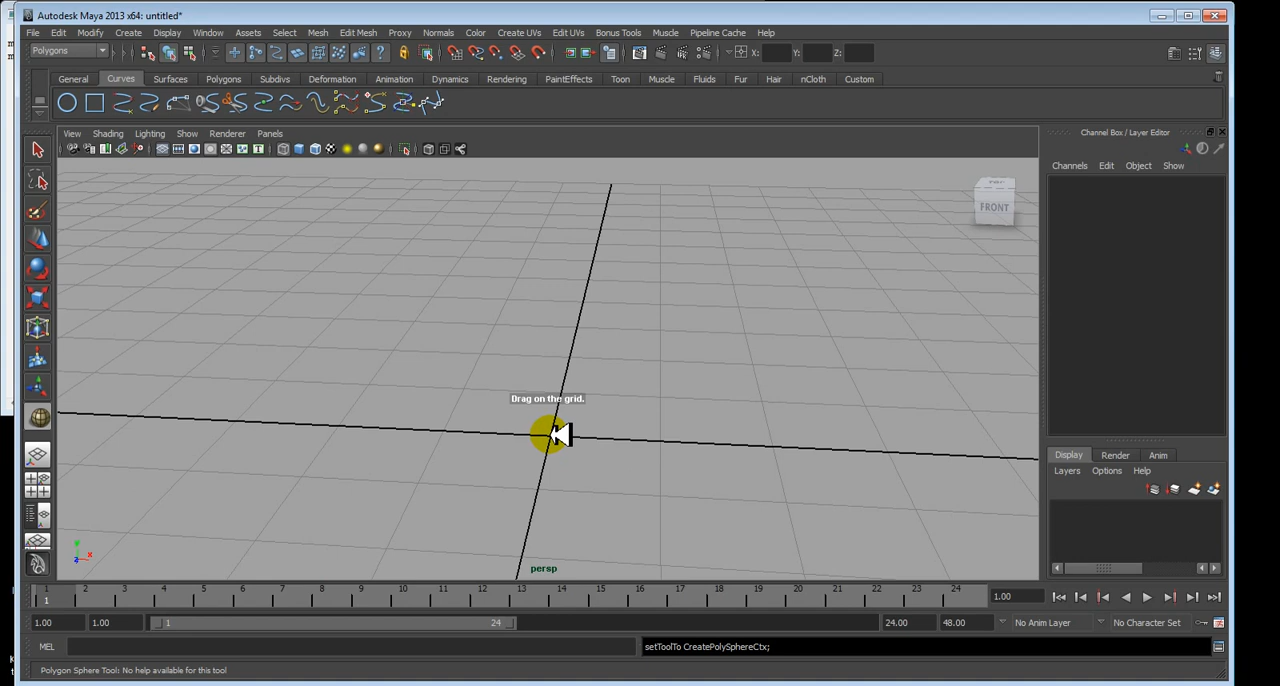 Autodesk Maya 2013 x64: untitled*
File Edit Modify Create Display Window Assets Select Mesh Edit Mesh Proxy Normals Color Create UVs Edit UVs Bonus Tools Muscle Pipeline Cache Help
Polygons X: Y: Z:
General Curves Surfaces Polygons Subdivs Deformation Animation Dynamics Rendering PaintEffects Toon Muscle Fluids Fur Hair nCloth Custom
View Shading Lighting Show Renderer Panels
Channel Box / Layer Editor
Channels Edit Object Show
FRONT
Drag on the grid.
Display Render Anim
Layers Options Help
y
x
z
persp
1 2 3 4 5 6 7 8 9 10 11 12 13 14 15 16 17 18 19 20 21 22 23 24
1 1.00
1.00 1.00 1 24 24.00 48.00 No Anim Layer No Character Set
MEL setToolTo CreatePolySphereCtx;
Polygon Sphere Tool: No help available for this tool